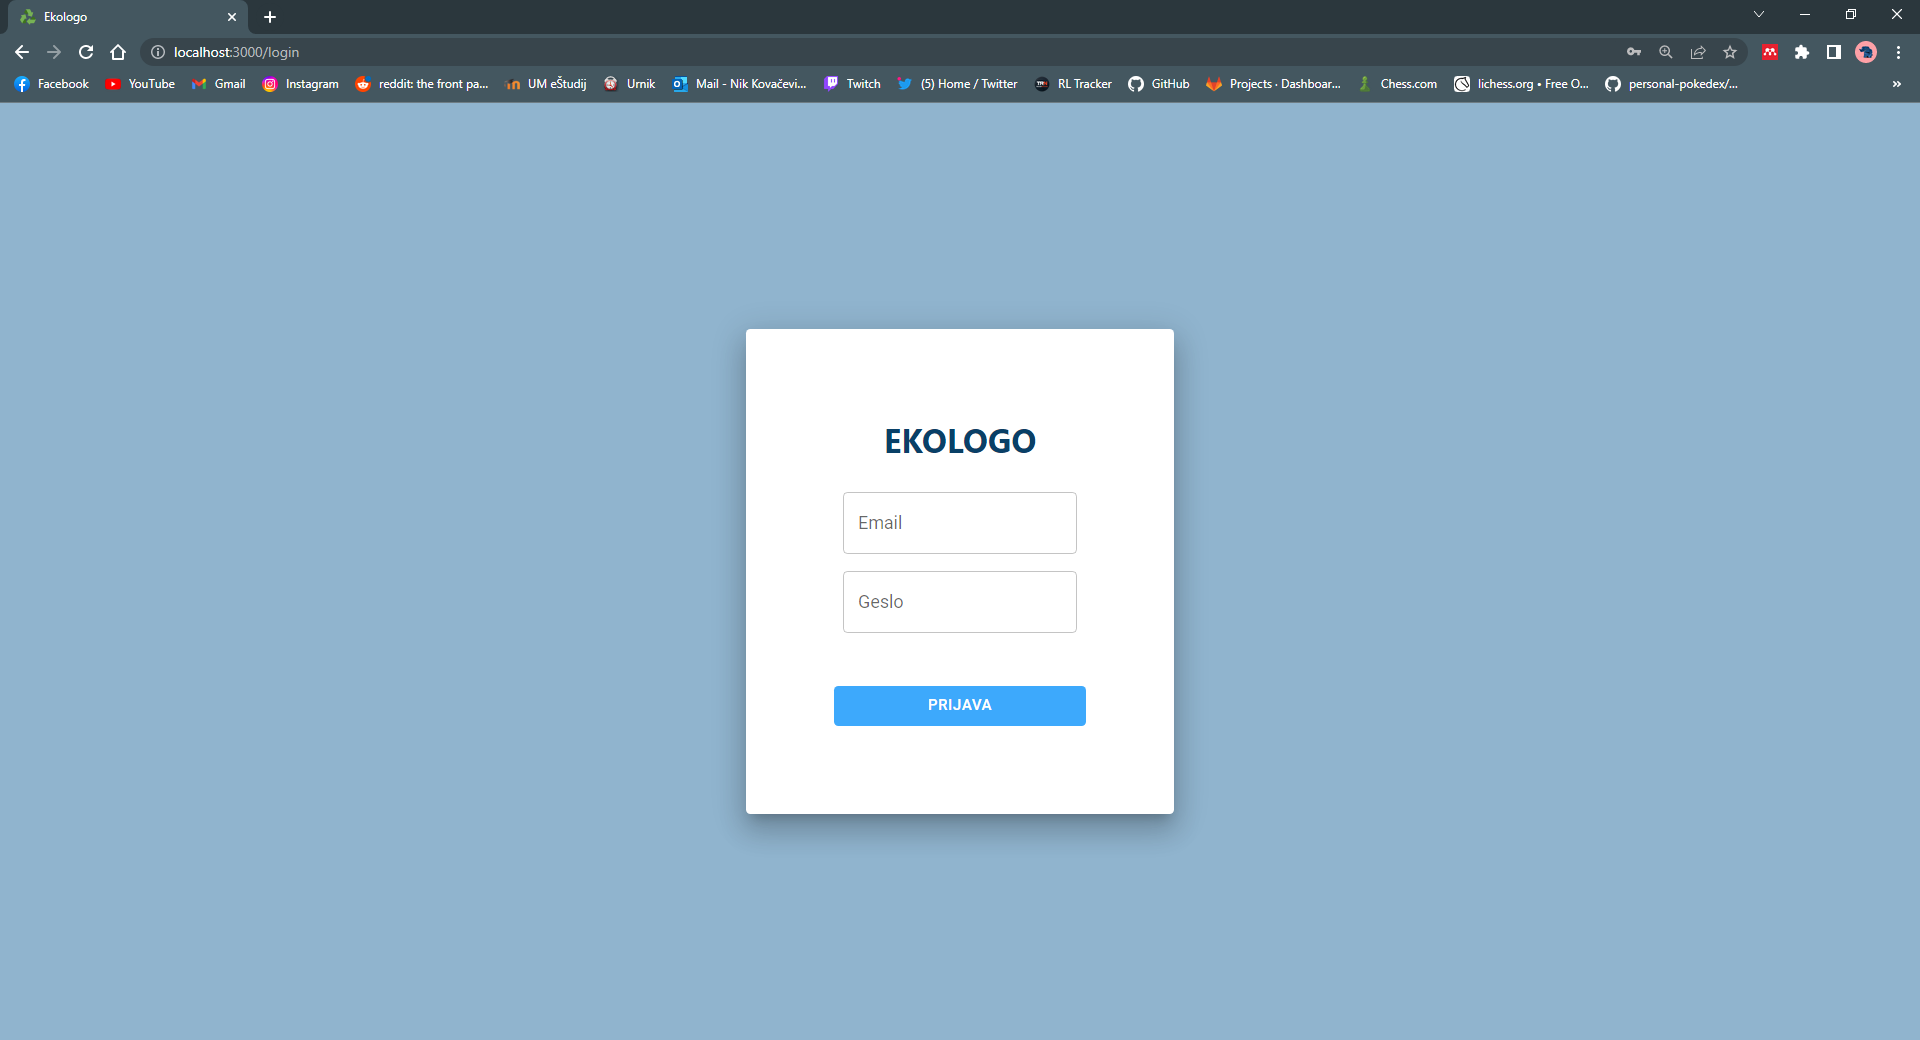 Ekologo
localhost:3000/login
Facebook YouTube Gmail Instagram reddit: the front pa... UM eŠtudij Urnik Mail - Nik Kovačevi... Twitch (5) Home / Twitter RL Tracker GitHub Projects · Dashboar... Chess.com lichess.org • Free O... personal-pokedex/...
EKOLOGO
Email
Geslo
PRIJAVA